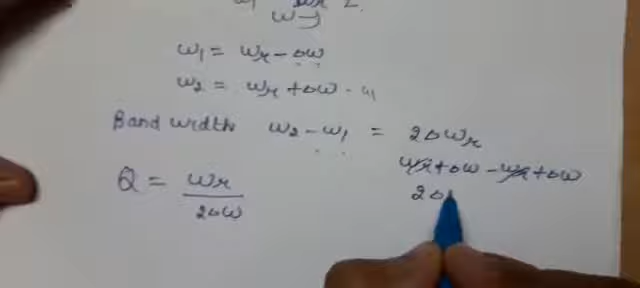 ω
ω₁ = ωr − Δω
ω₂ = ωr + Δω -
Band width ω₂ − ω₁ = 2Δωr
ωr + Δω − ωr + Δω
Q = ωr / 2Δω
2Δ